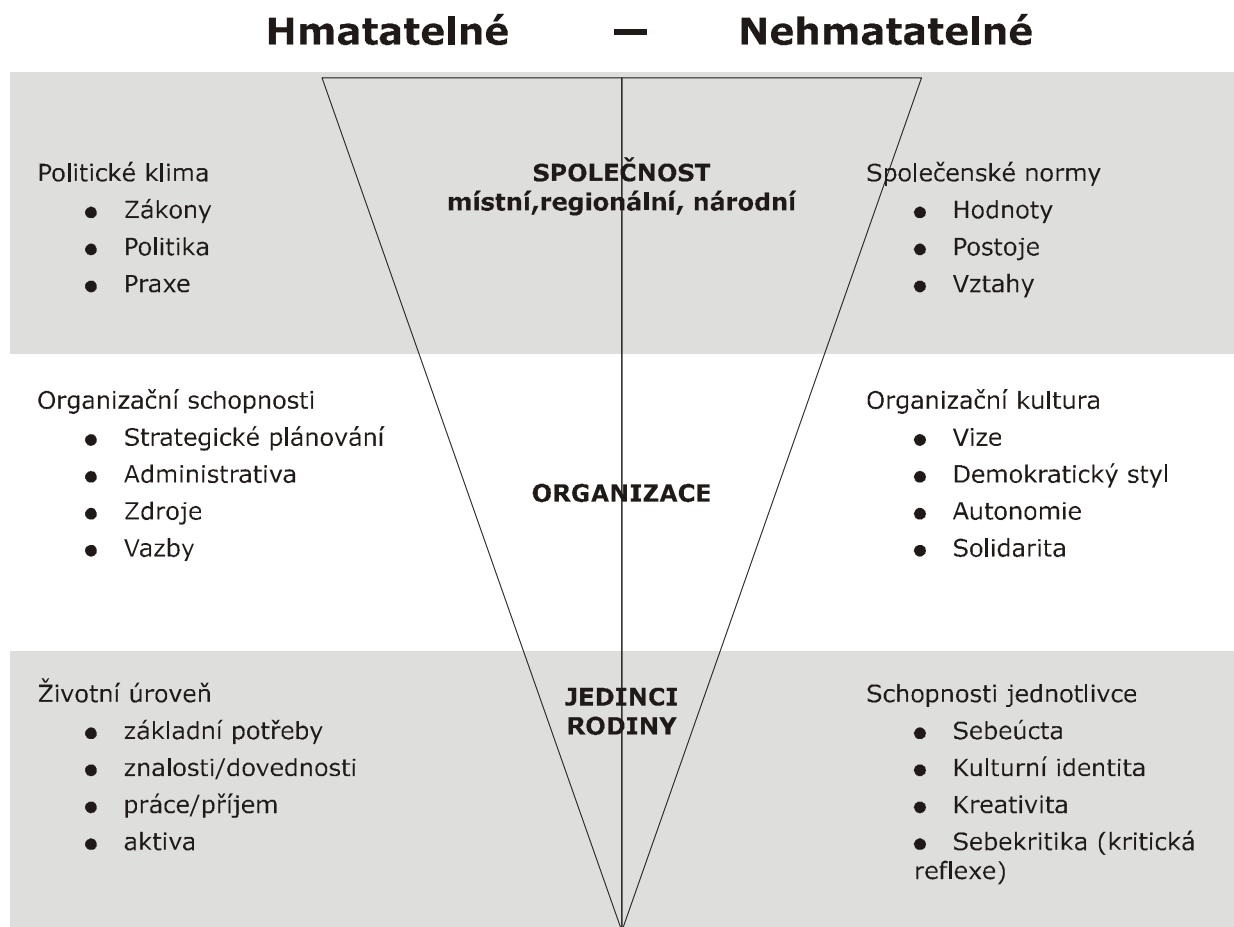 Hmatatelné — Nehmatatelné
Politické klima
● Zákony
● Politika
● Praxe
SPOLEČNOST
místní,regionální, národní
Společenské normy
● Hodnoty
● Postoje
● Vztahy
Organizační schopnosti
● Strategické plánování
● Administrativa
● Zdroje
● Vazby
ORGANIZACE
Organizační kultura
● Vize
● Demokratický styl
● Autonomie
● Solidarita
Životní úroveň
● základní potřeby
● znalosti/dovednosti
● práce/příjem
● aktiva
JEDINCI
RODINY
Schopnosti jednotlivce
● Sebeúcta
● Kulturní identita
● Kreativita
● Sebekritika (kritická
reflexe)